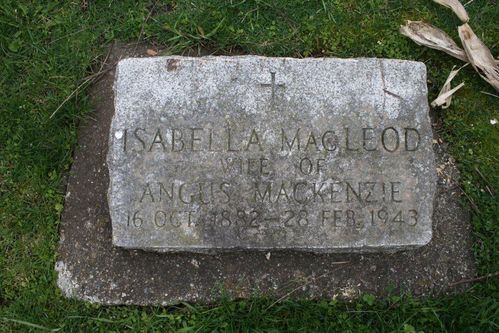 ISABELLA MacLEOD
WIFE OF
ANGUS MACKENZIE
16 OCT. 1882-28 FEB. 1943